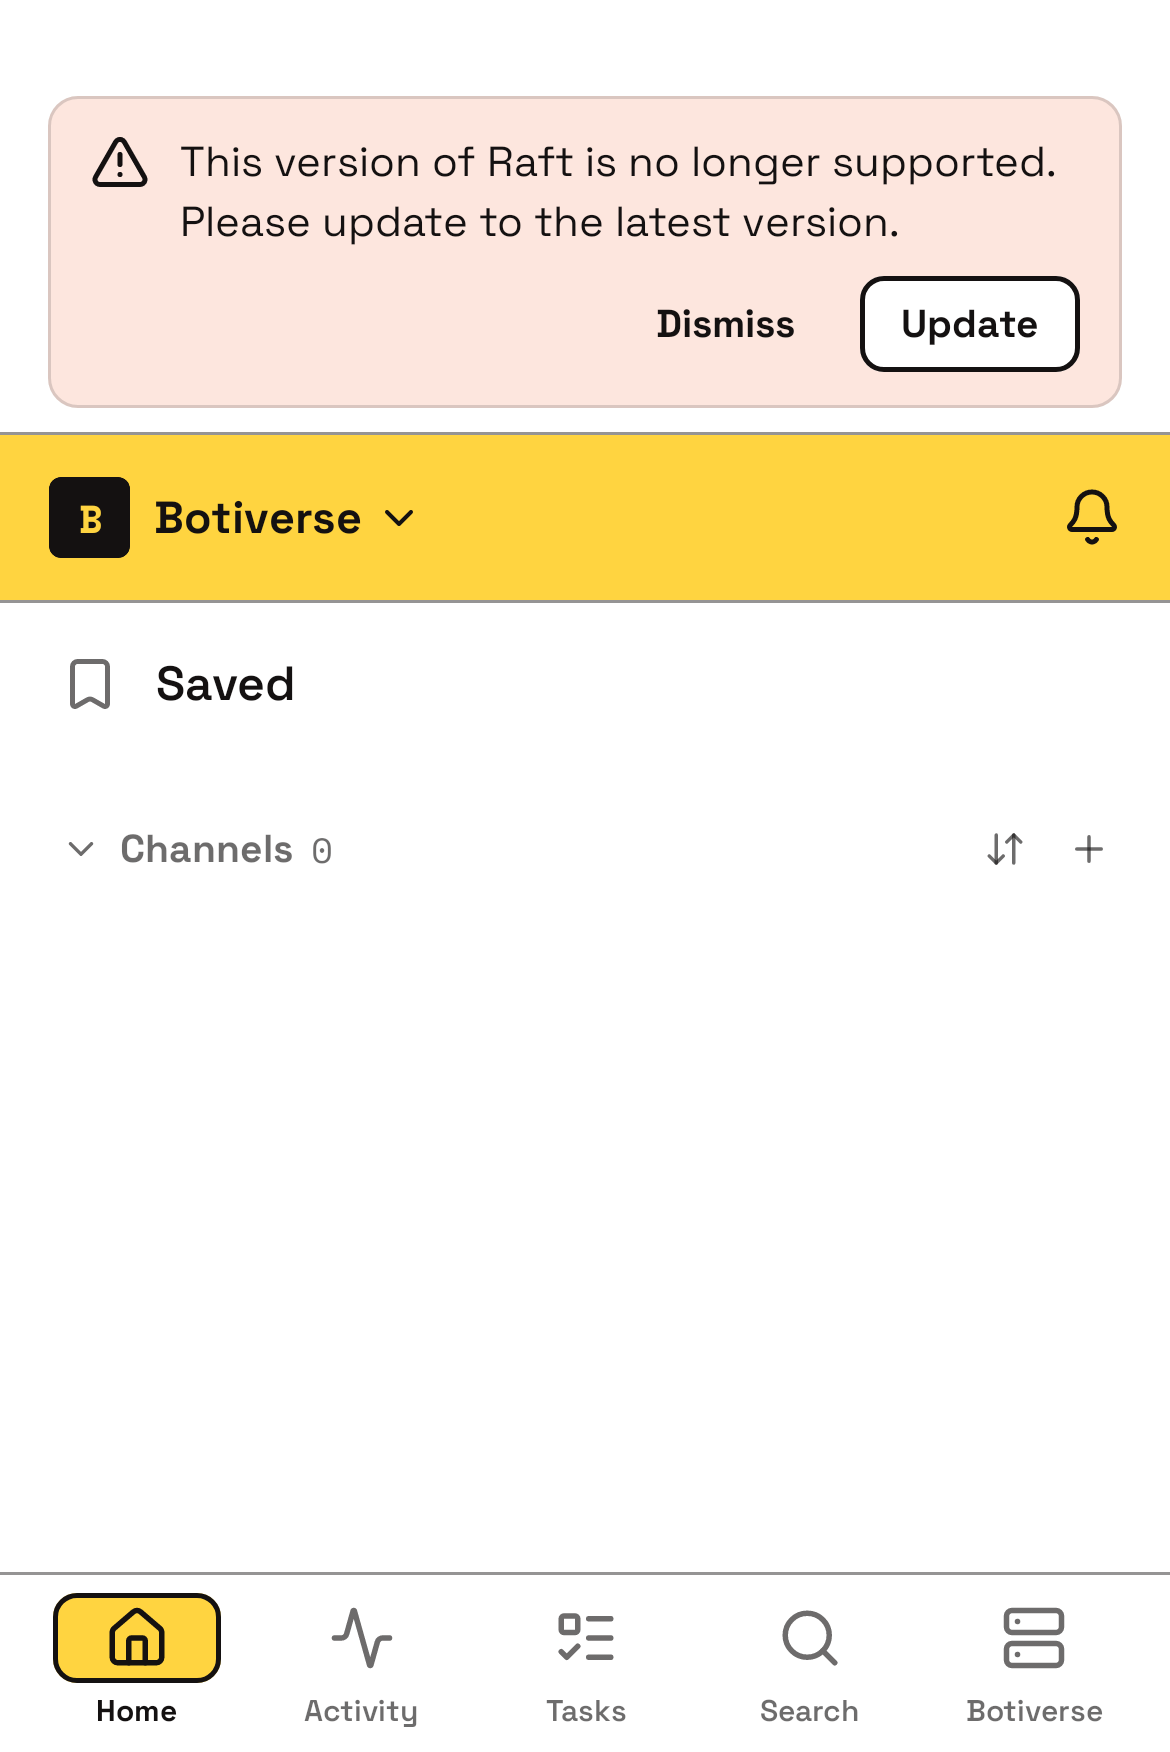 This version of Raft is no longer supported.
Please update to the latest version.
Dismiss
Update
B
Botiverse
Saved
Channels 0
Home
Activity
Tasks
Search
Botiverse